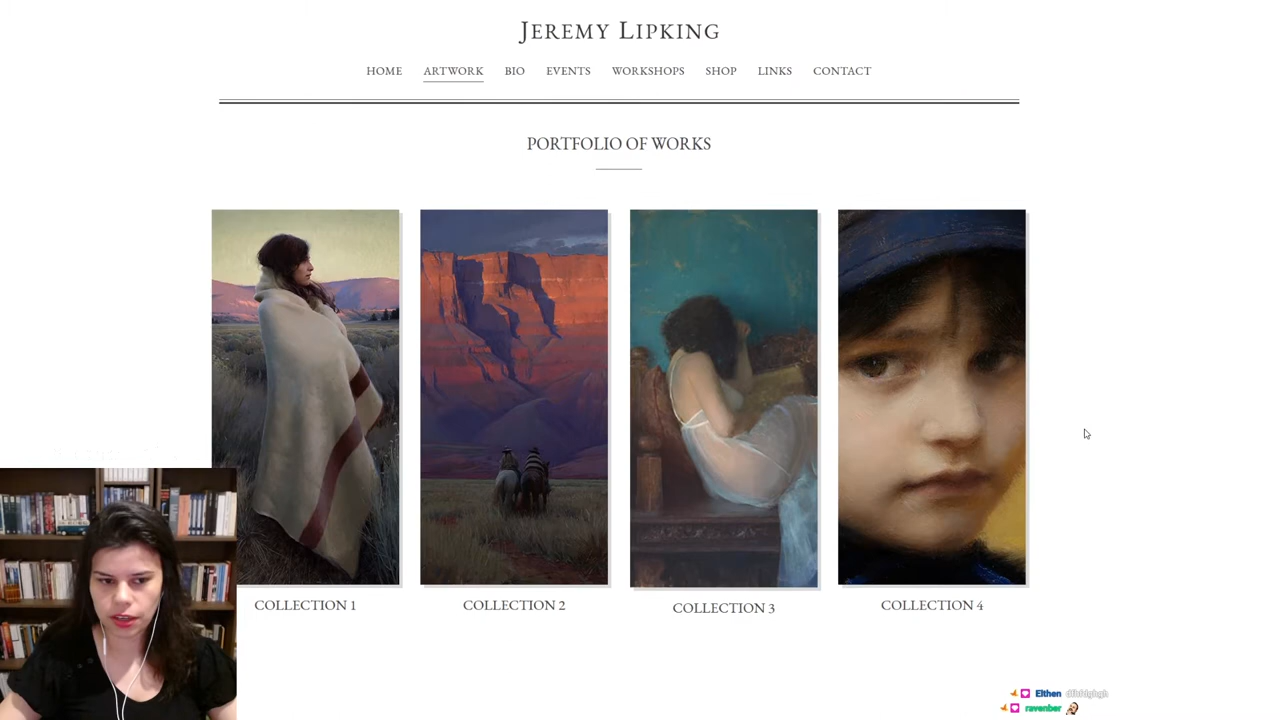 JEREMY LIPKING
HOME ARTWORK BIO EVENTS WORKSHOPS SHOP LINKS CONTACT
PORTFOLIO OF WORKS
COLLECTION 1 COLLECTION 2 COLLECTION 3 COLLECTION 4
Elthen
ravenber